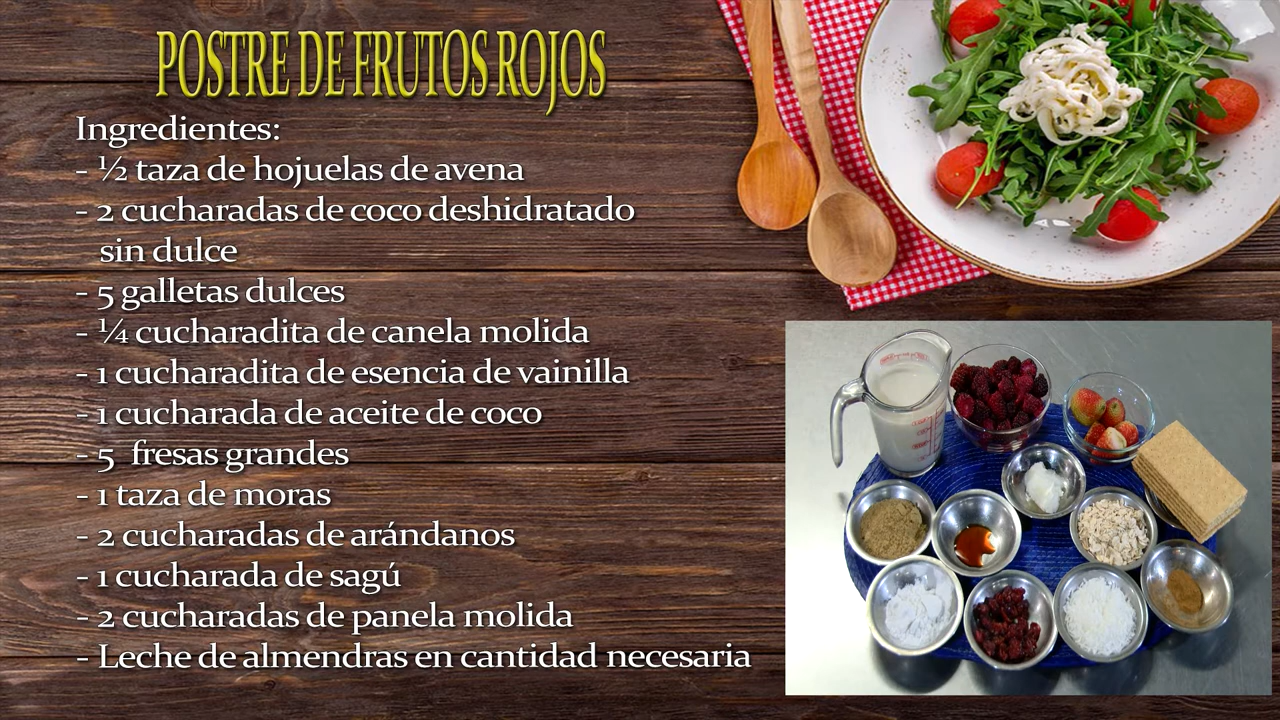 POSTRE DE FRUTOS ROJOS
Ingredientes:
- ½ taza de hojuelas de avena
- 2 cucharadas de coco deshidratado
sin dulce
- 5 galletas dulces
- ¼ cucharadita de canela molida
- 1 cucharadita de esencia de vainilla
- 1 cucharada de aceite de coco
- 5 fresas grandes
- 1 taza de moras
- 2 cucharadas de arándanos
- 1 cucharada de sagú
- 2 cucharadas de panela molida
- Leche de almendras en cantidad necesaria